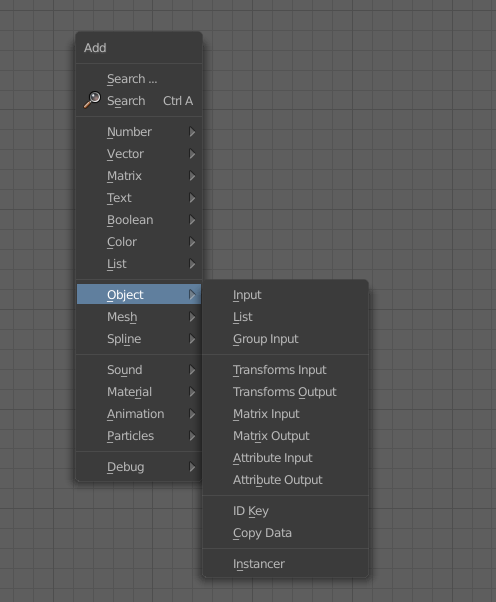 Add
Search ...
Search Ctrl A
Number
Vector
Matrix
Text
Boolean
Color
List
Object
Mesh
Spline
Sound
Material
Animation
Particles
Debug
Input
List
Group Input
Transforms Input
Transforms Output
Matrix Input
Matrix Output
Attribute Input
Attribute Output
ID Key
Copy Data
Instancer